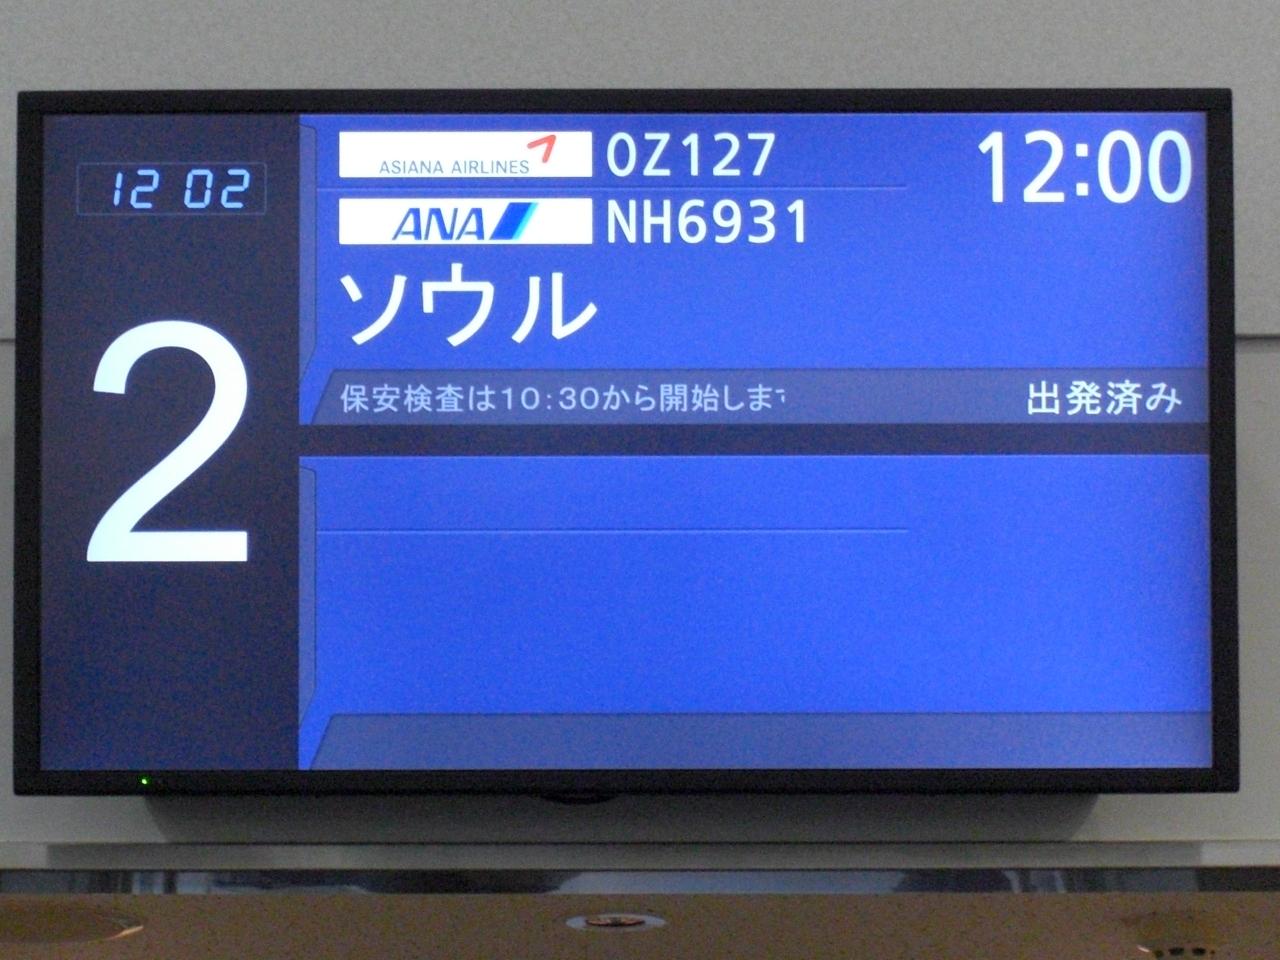 12 02
2
ASIANA AIRLINES OZ127 12:00
ANA NH6931
ソウル
保安検査は10:30から開始しま
出発済み